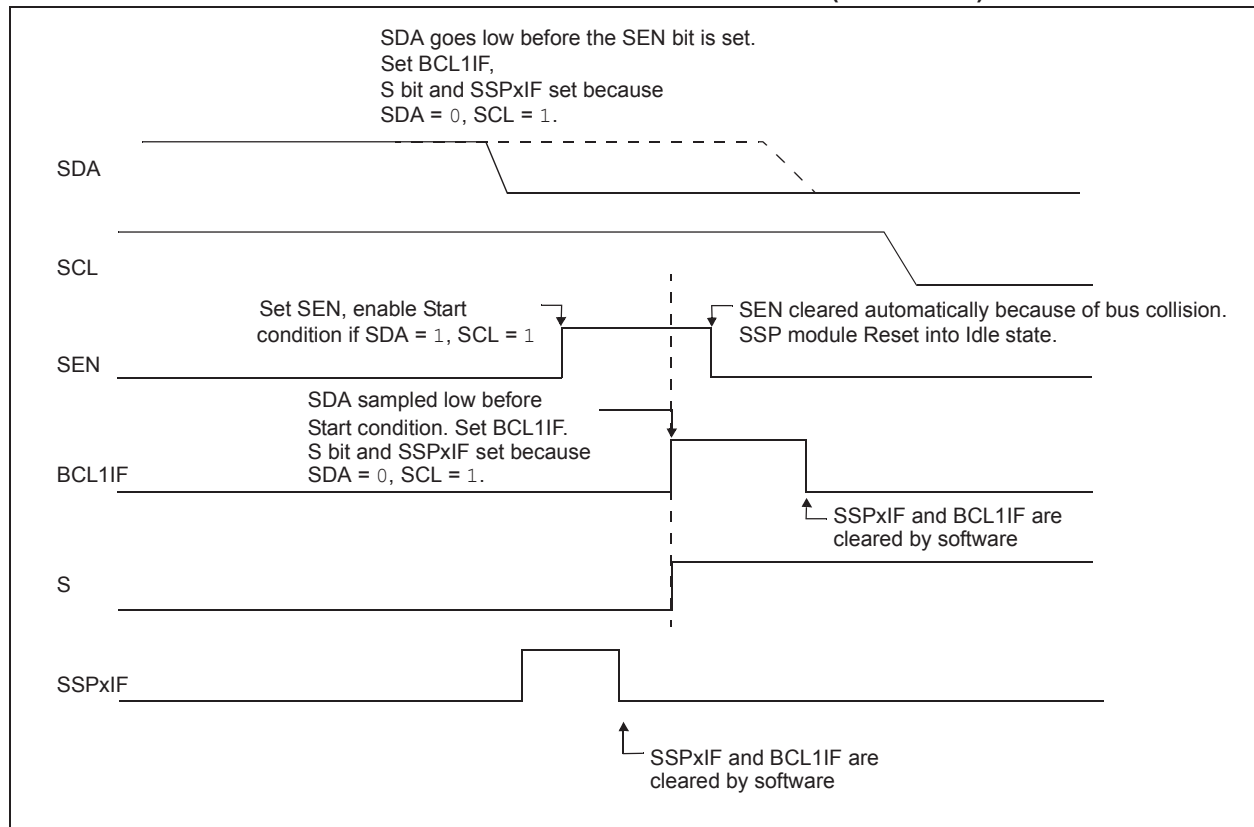 SDA goes low before the SEN bit is set.
Set BCL1IF,
S bit and SSPxIF set because
SDA = 0, SCL = 1.
SDA
SCL
Set SEN, enable Start
condition if SDA = 1, SCL = 1
SEN cleared automatically because of bus collision.
SSP module Reset into Idle state.
SEN
SDA sampled low before
Start condition. Set BCL1IF.
S bit and SSPxIF set because
SDA = 0, SCL = 1.
BCL1IF
SSPxIF and BCL1IF are
cleared by software
S
SSPxIF
SSPxIF and BCL1IF are
cleared by software